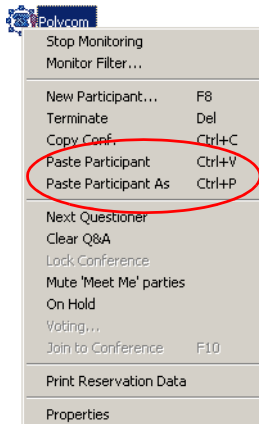 Polycom
Stop Monitoring
Monitor Filter...
New Participant... F8
Terminate Del
Copy Conf. Ctrl+C
Paste Participant Ctrl+V
Paste Participant As Ctrl+P
Next Questioner
Clear Q&A
Lock Conference
Mute 'Meet Me' parties
On Hold
Voting...
Join to Conference F10
Print Reservation Data
Properties